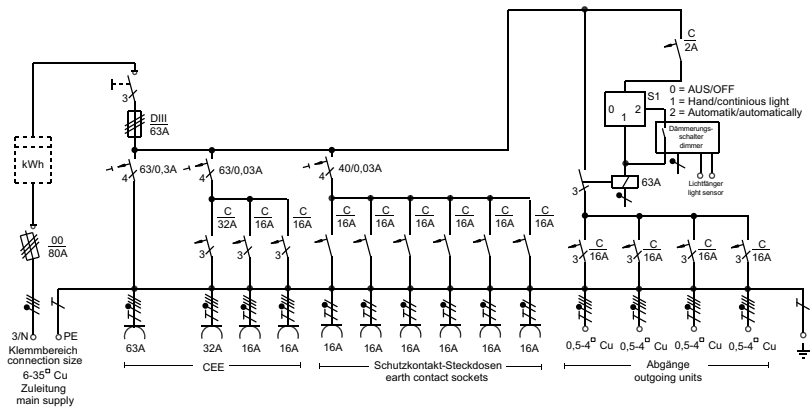 C
2A
S1
0
2
1
0 = AUS/OFF
1 = Hand/continious light
2 = Automatik/automatically
Dämmerungs-
schalter
dimmer
Lichtfänger
light sensor
63A
3
3
DIII
63A
kWh
00
80A
4
63/0,3A
4
63/0,03A
4
40/0,03A
C
32A
C
16A
C
16A
C
16A
C
16A
C
16A
C
16A
C
16A
C
16A
3
3
3
3
C
16A
3
C
16A
3
C
16A
3
C
16A
3/N
PE
Klemmbereich
connection size
6-35□ Cu
Zuleitung
main supply
63A
32A
16A
16A
CEE
16A
16A
16A
16A
16A
16A
Schutzkontakt-Steckdosen
earth contact sockets
0,5-4□ Cu
0,5-4□ Cu
0,5-4□ Cu
0,5-4□ Cu
Abgänge
outgoing units